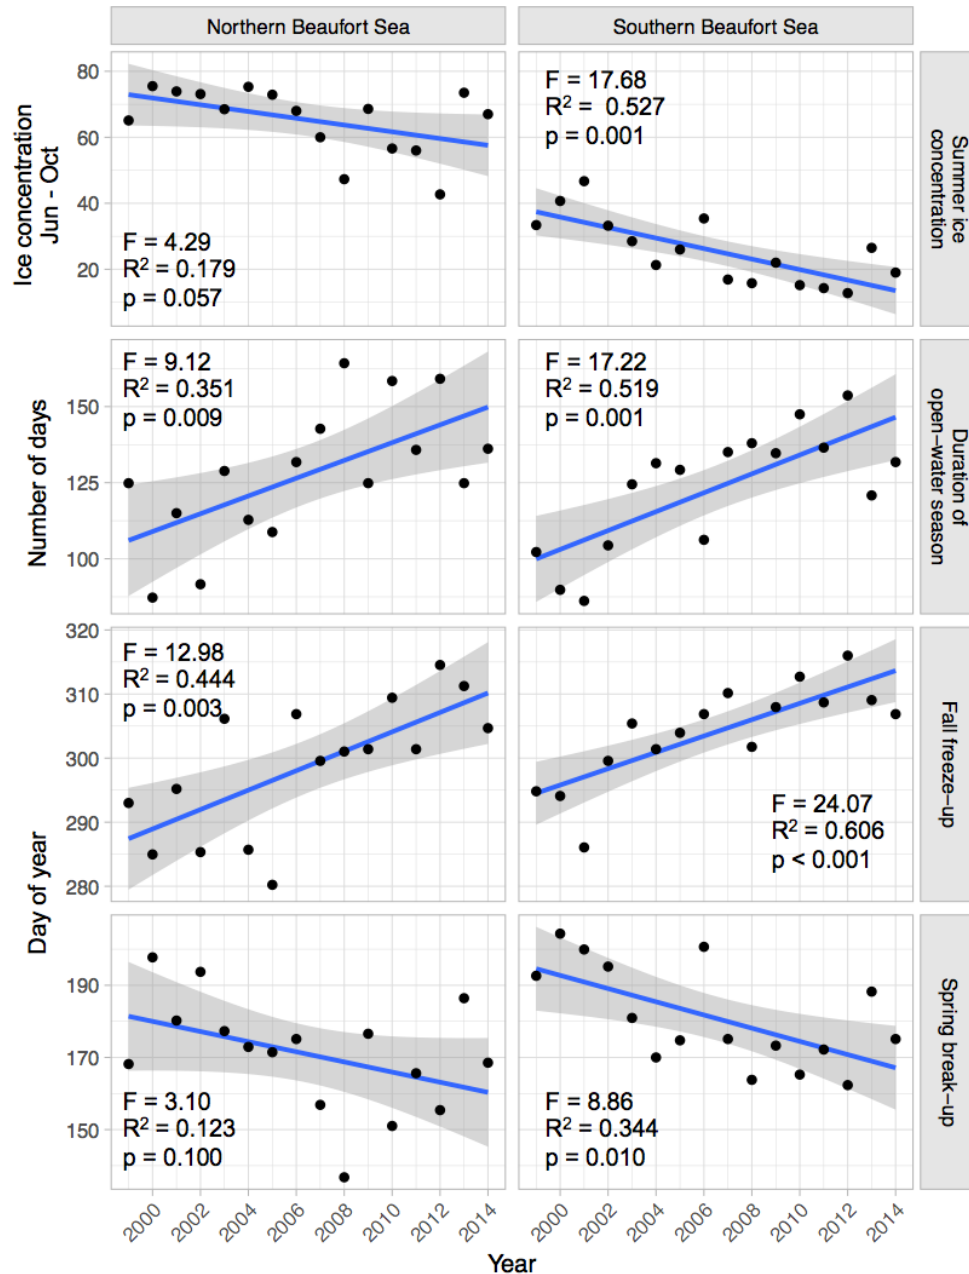 Northern Beaufort Sea
Southern Beaufort Sea
Ice concentration
Jun - Oct
80
60
40
20
F = 4.29
R² = 0.179
p = 0.057
F = 17.68
R² = 0.527
p = 0.001
Summer ice
concentration
Number of days
150
125
100
F = 9.12
R² = 0.351
p = 0.009
F = 17.22
R² = 0.519
p = 0.001
Duration of
open-water season
Day of year
320
310
300
290
280
F = 12.98
R² = 0.444
p = 0.003
F = 24.07
R² = 0.606
p < 0.001
Fall freeze-up
190
170
150
F = 3.10
R² = 0.123
p = 0.100
F = 8.86
R² = 0.344
p = 0.010
Spring break-up
2000 2002 2004 2006 2008 2010 2012 2014
2000 2002 2004 2006 2008 2010 2012 2014
Year